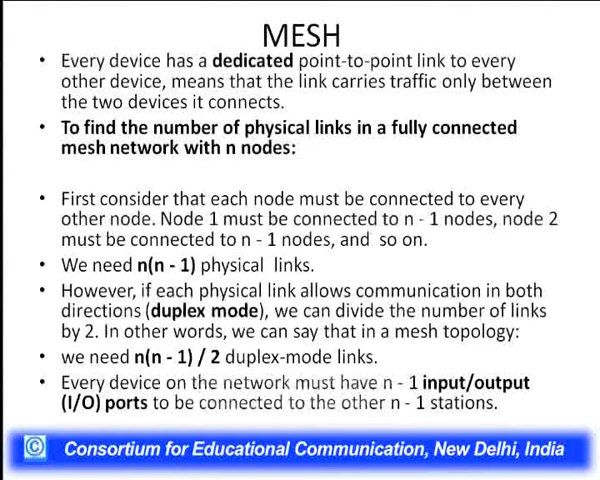 MESH
• Every device has a dedicated point-to-point link to every
other device, means that the link carries traffic only between
the two devices it connects.
• To find the number of physical links in a fully connected
mesh network with n nodes:
• First consider that each node must be connected to every
other node. Node 1 must be connected to n - 1 nodes, node 2
must be connected to n - 1 nodes, and so on.
• We need n(n - 1) physical links.
• However, if each physical link allows communication in both
directions (duplex mode), we can divide the number of links
by 2. In other words, we can say that in a mesh topology:
• we need n(n - 1) / 2 duplex-mode links.
• Every device on the network must have n - 1 input/output
(I/O) ports to be connected to the other n - 1 stations.
© Consortium for Educational Communication, New Delhi, India